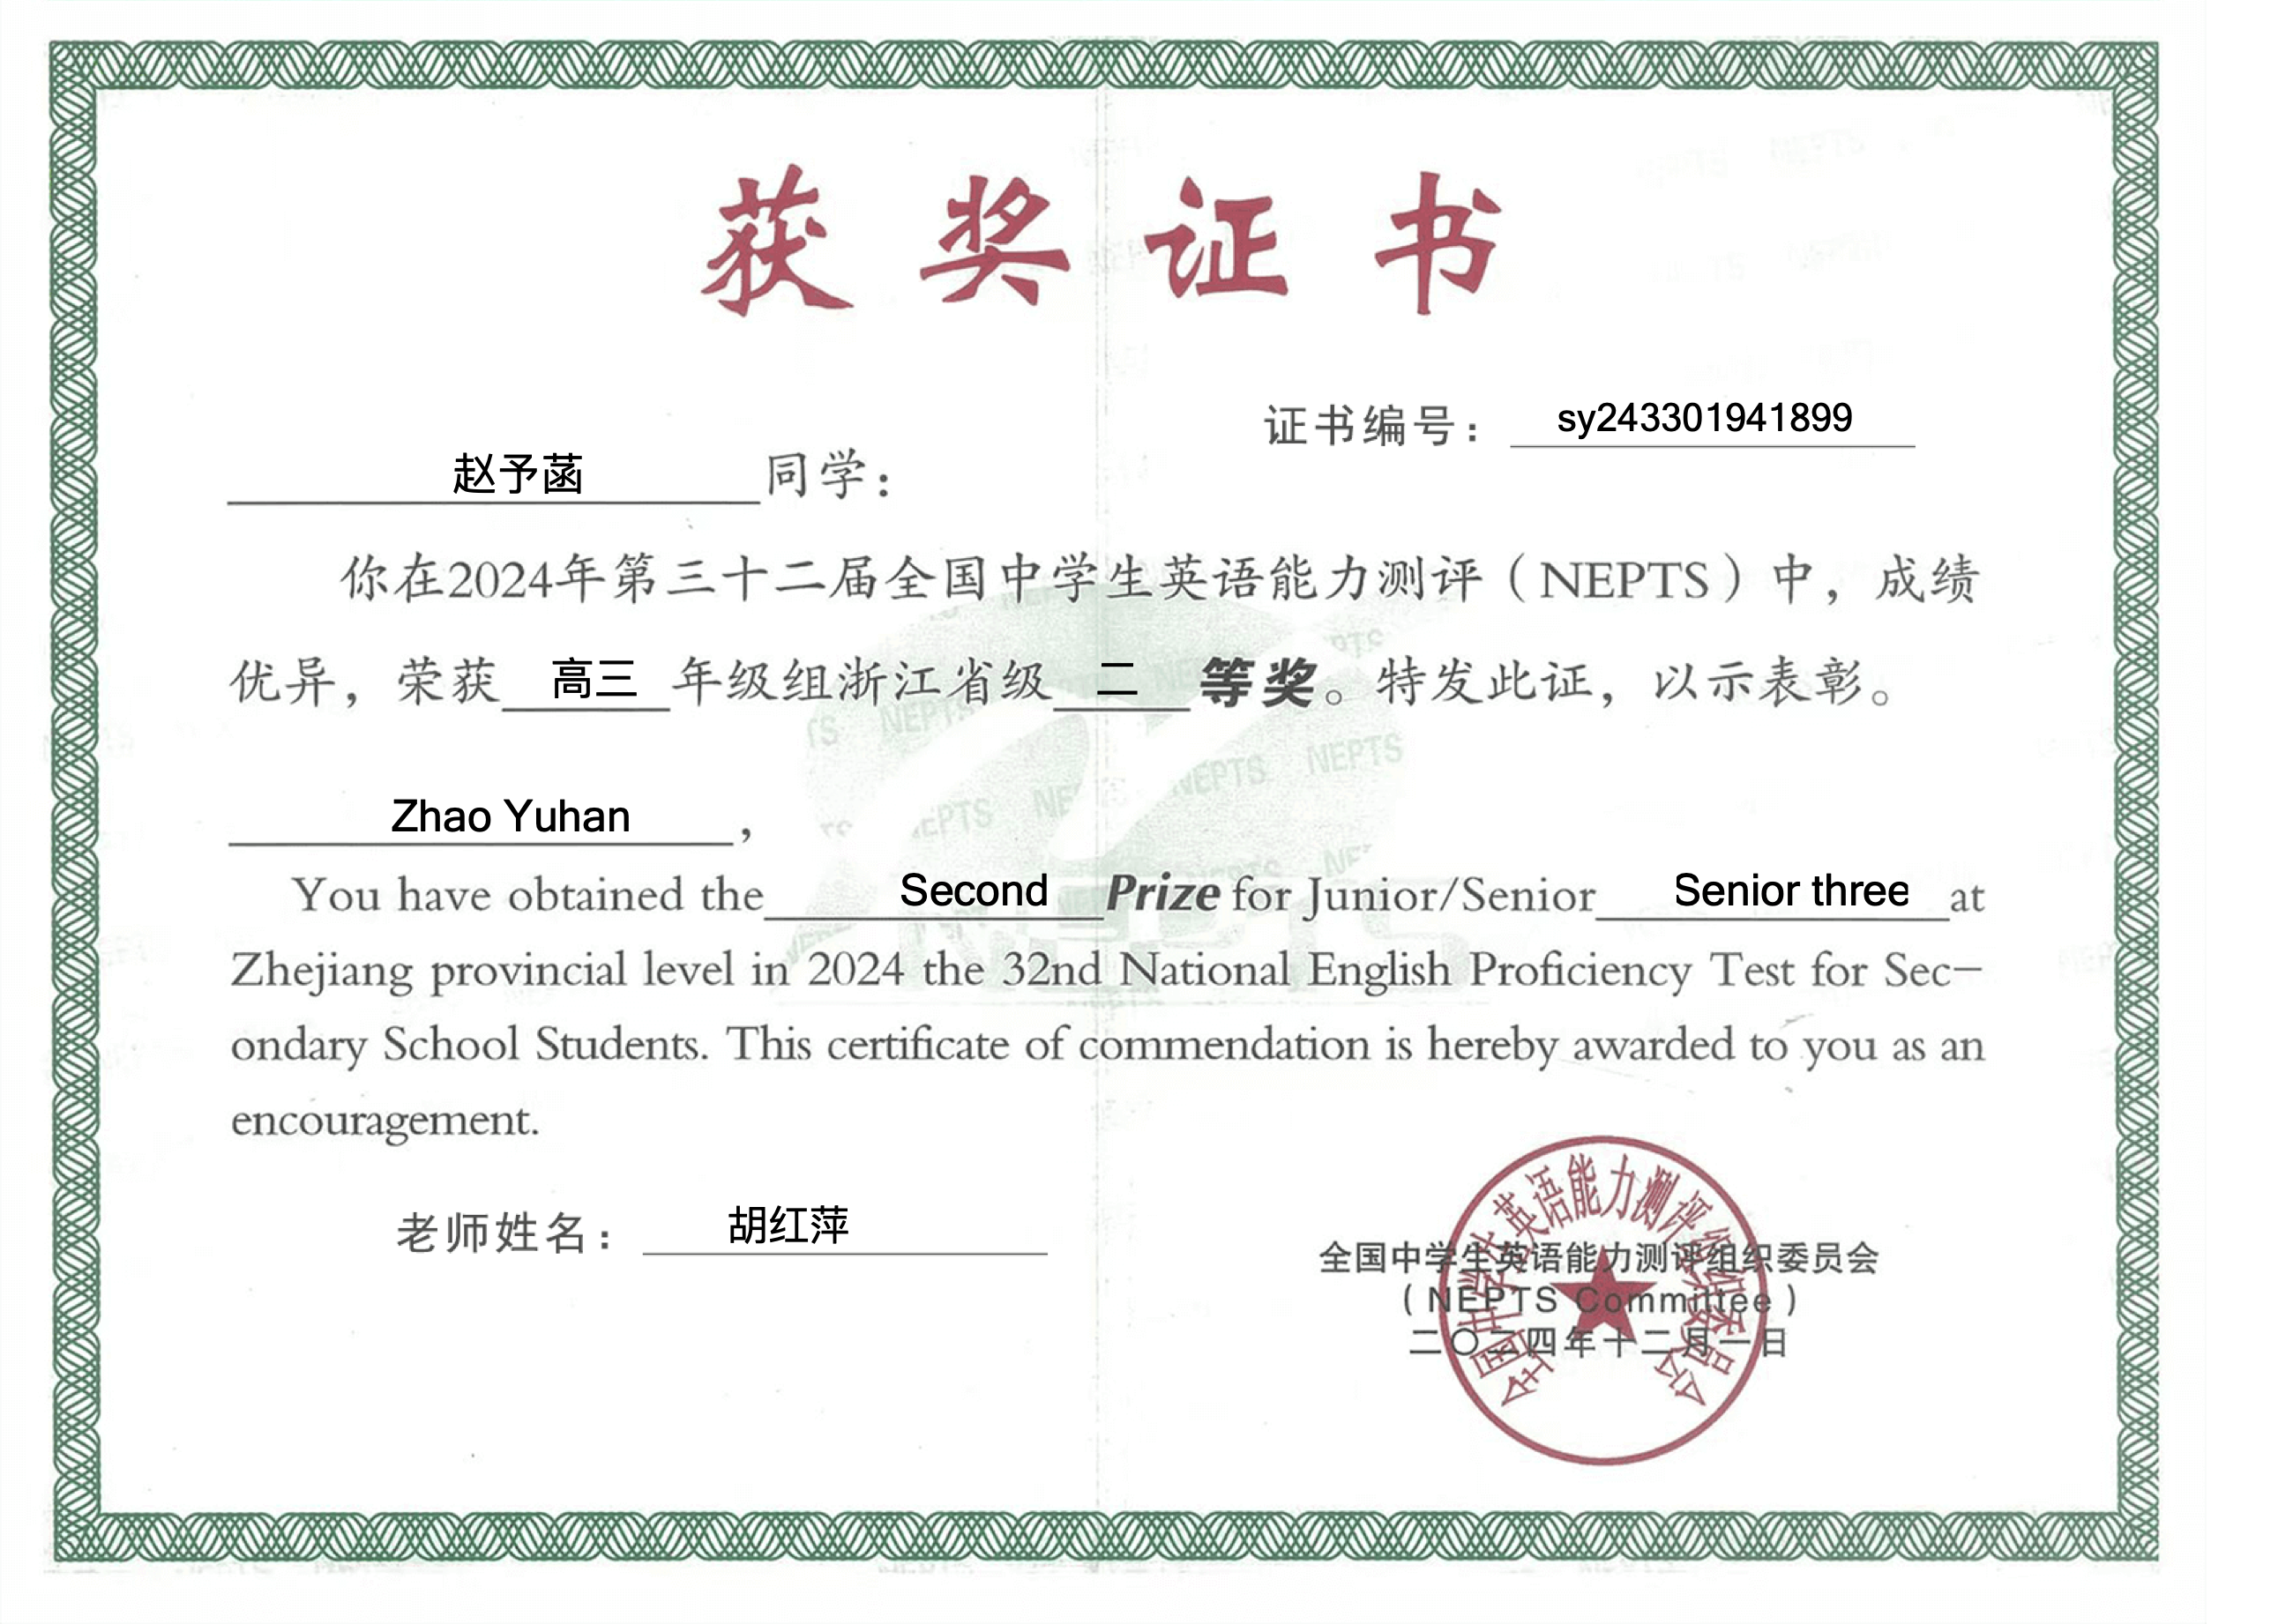 获奖证书
证书编号：sy243301941899
赵予菡同学：
你在2024年第三十二届全国中学生英语能力测评（NEPTS）中，成绩
优异，荣获 高三 年级组浙江省级 二 等奖。特发此证，以示表彰。
Zhao Yuhan,
You have obtained the Second Prize for Junior/Senior Senior three at
Zhejiang provincial level in 2024 the 32nd National English Proficiency Test for Sec-
ondary School Students. This certificate of commendation is hereby awarded to you as an
encouragement.
老师姓名：胡红萍
全国中学生英语能力测评组织委员会
（NEPTS Committee）
二〇二四年十二月一日
全国中学生英语能力测评组织委员会
NEPTS